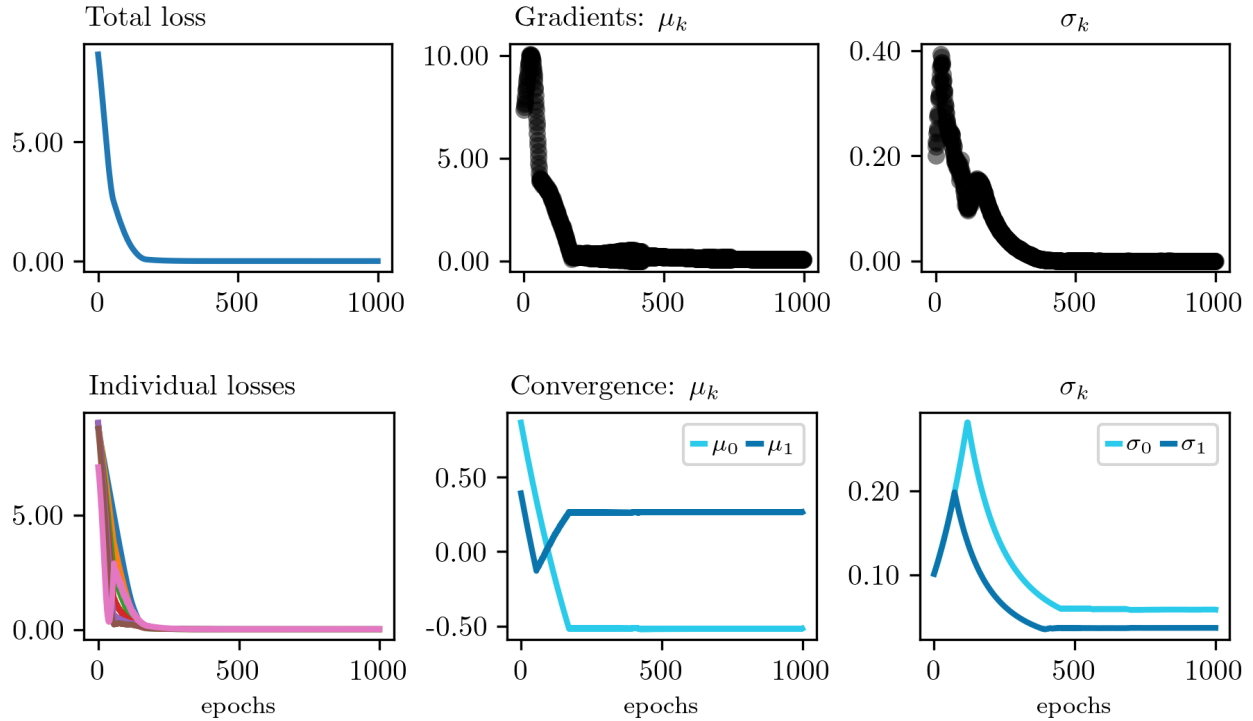 Total loss
5.00
0.00
0 500 1000
Gradients: μₖ
10.00
5.00
0.00
0 500 1000
σₖ
0.40
0.20
0.00
0 500 1000
Individual losses
5.00
0.00
0 500 1000
epochs
Convergence: μₖ
μ₀ μ₁
0.50
0.00
-0.50
0 500 1000
epochs
σₖ
σ₀ σ₁
0.20
0.10
0 500 1000
epochs